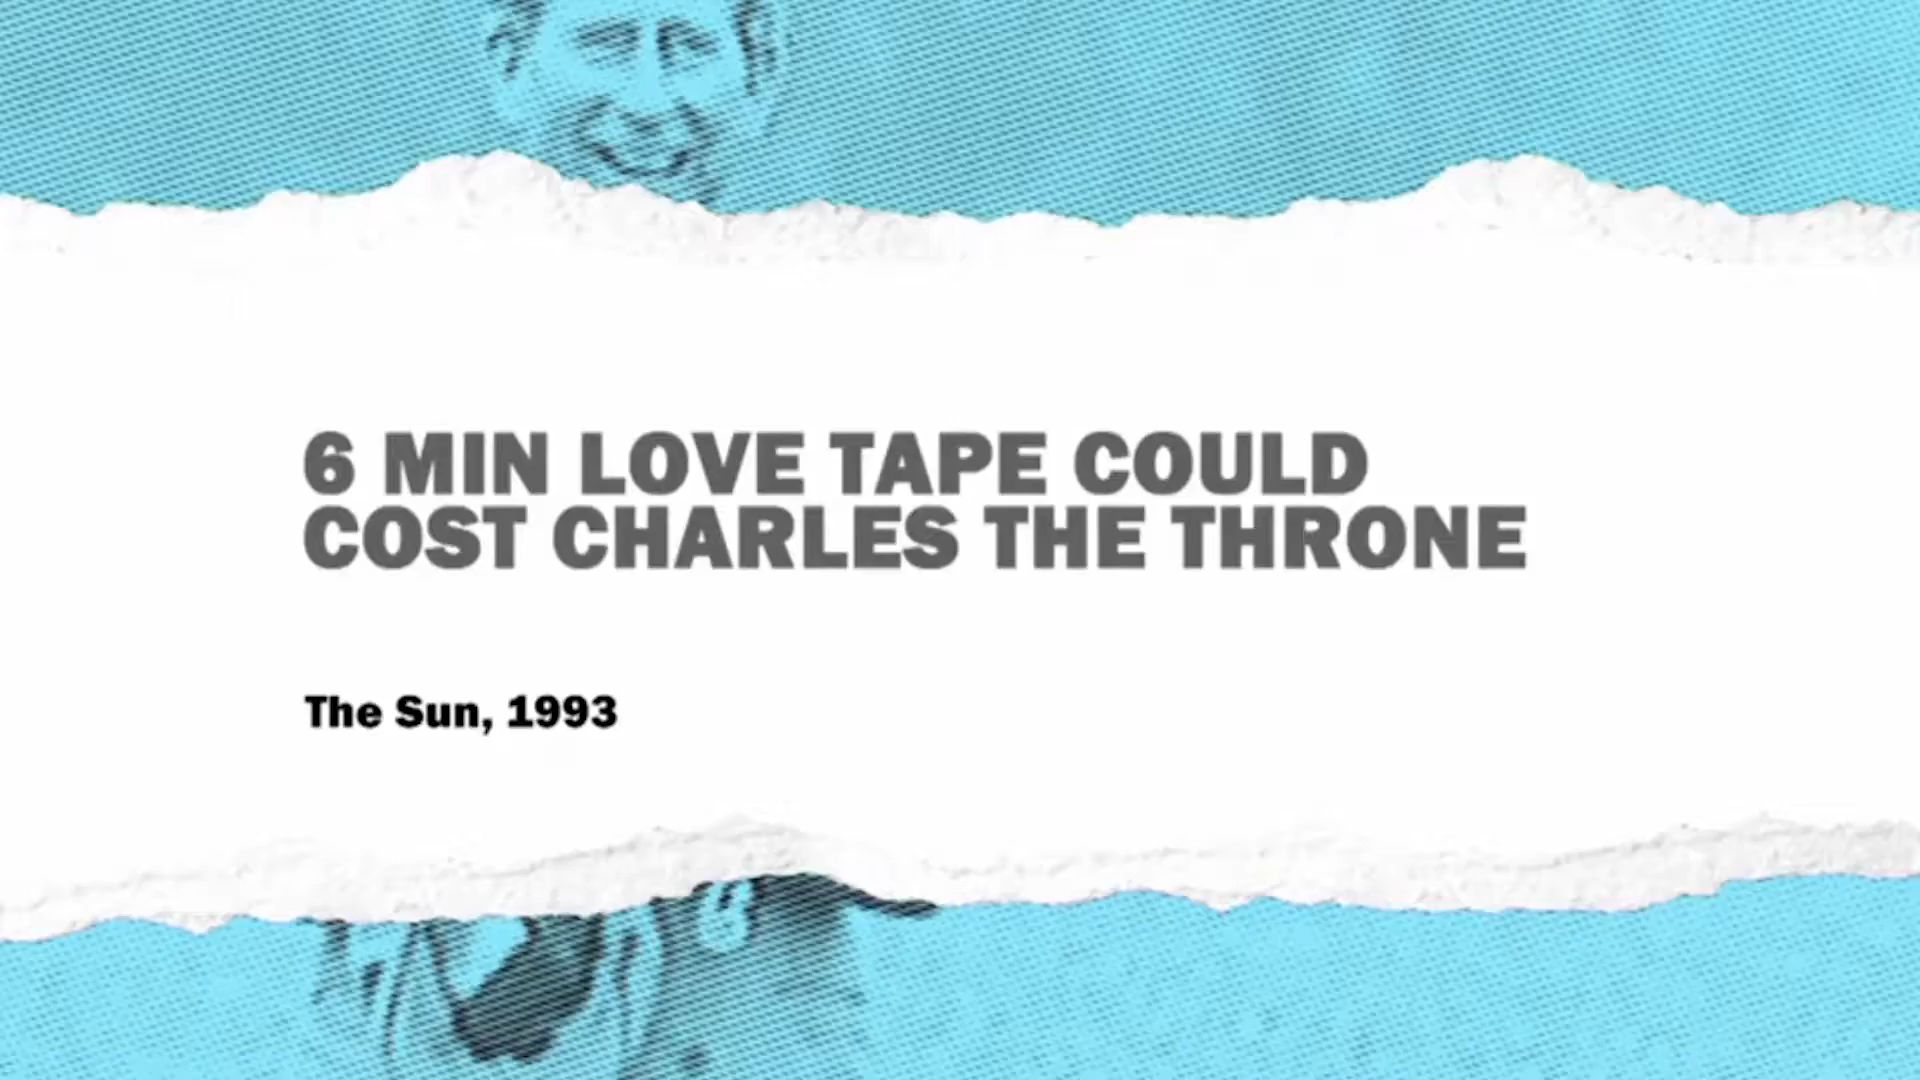 6 MIN LOVE TAPE COULD
COST CHARLES THE THRONE
The Sun, 1993